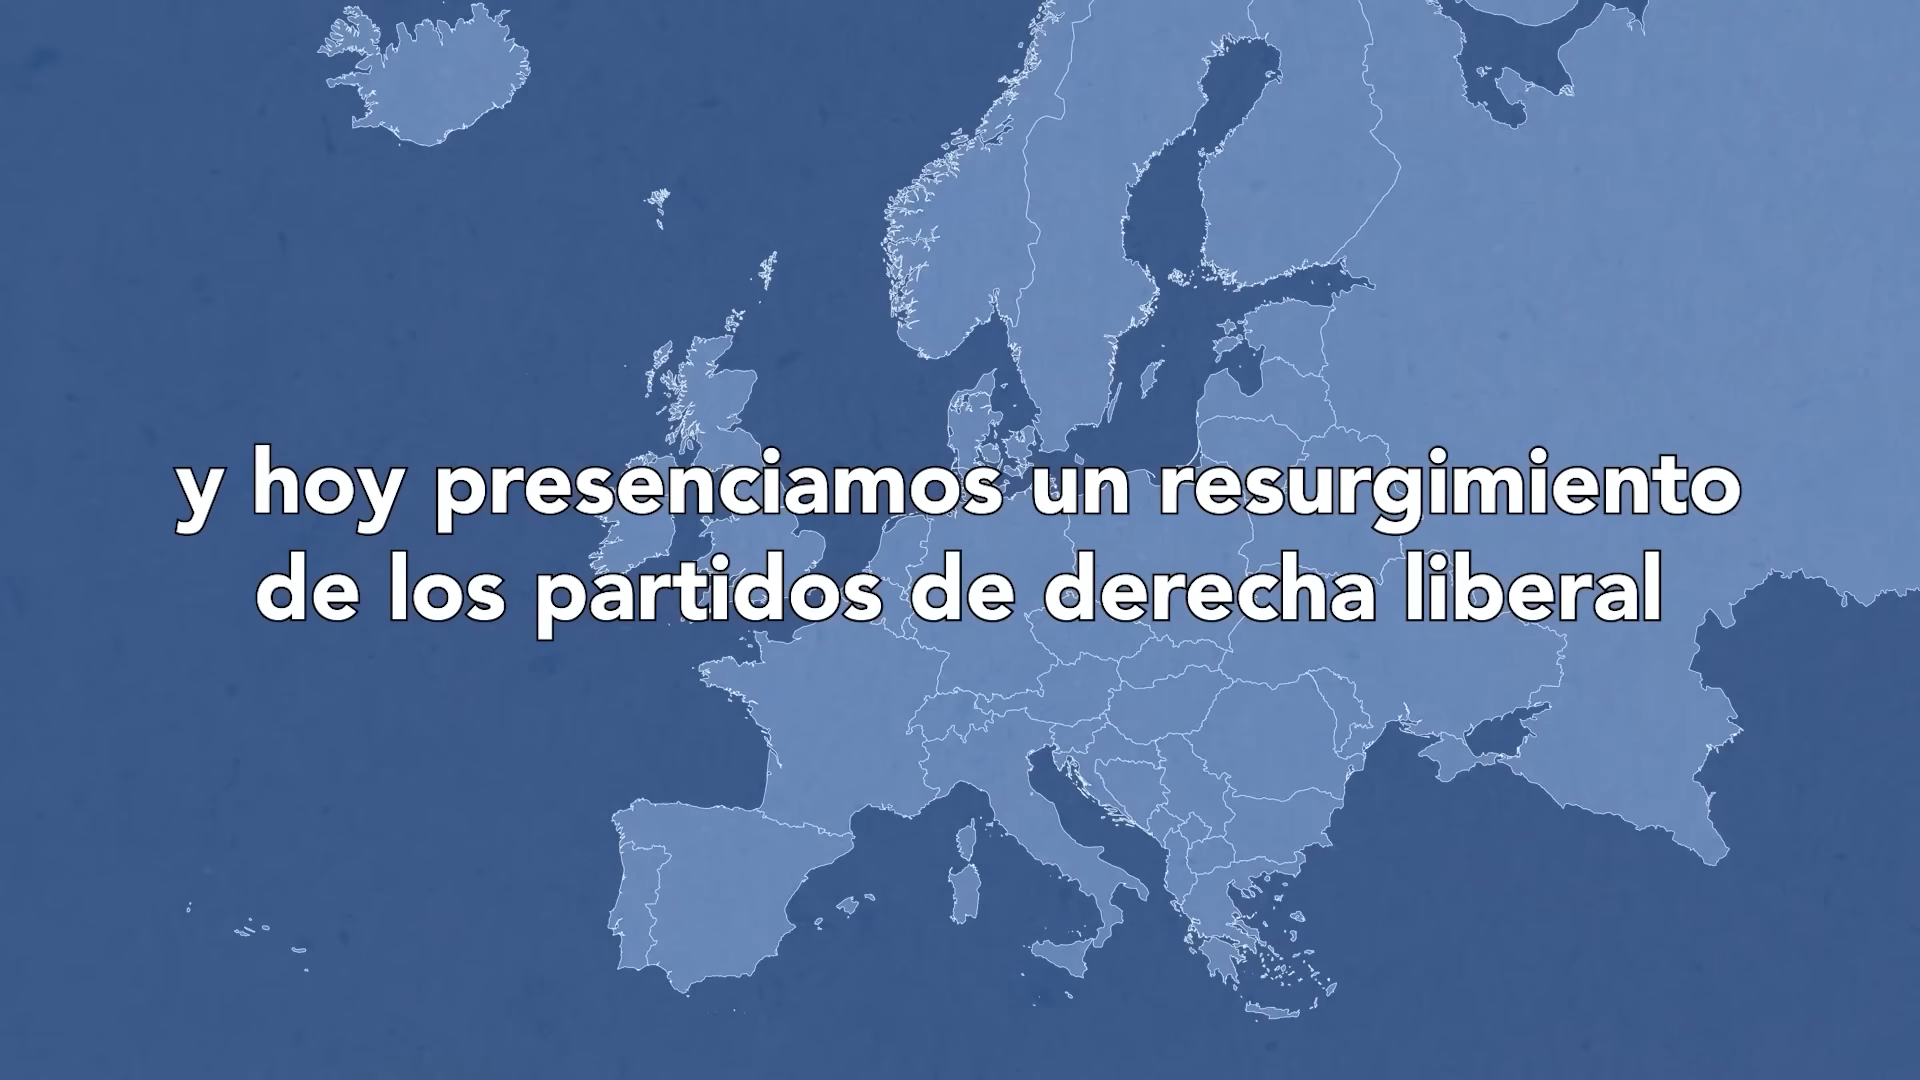 y hoy presenciamos un resurgimiento
de los partidos de derecha liberal